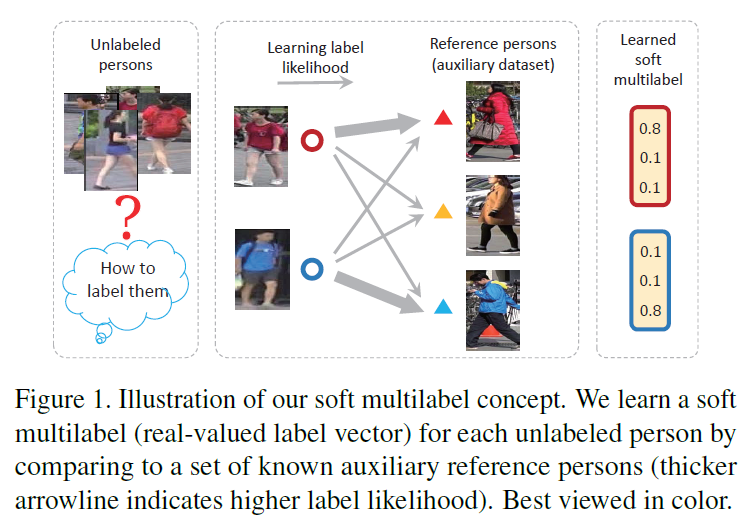 Unlabeled
persons
?
How to
label them
Learning label
likelihood
Reference persons
(auxiliary dataset)
Learned
soft
multilabel
0.8
0.1
0.1
0.1
0.1
0.8
Figure 1. Illustration of our soft multilabel concept. We learn a soft
multilabel (real-valued label vector) for each unlabeled person by
comparing to a set of known auxiliary reference persons (thicker
arrowline indicates higher label likelihood). Best viewed in color.